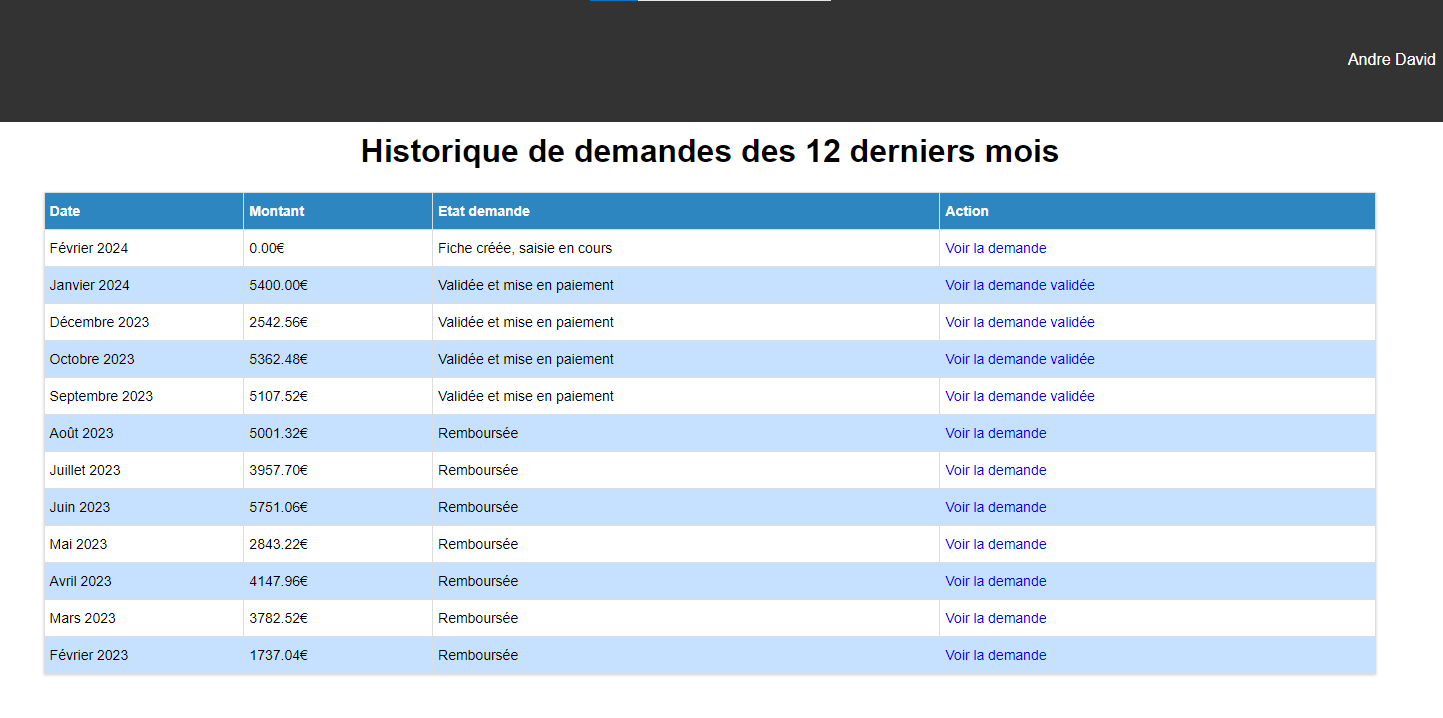 Andre David
Historique de demandes des 12 derniers mois
Date Montant Etat demande Action
Février 2024 0.00€ Fiche créée, saisie en cours Voir la demande
Janvier 2024 5400.00€ Validée et mise en paiement Voir la demande validée
Décembre 2023 2542.56€ Validée et mise en paiement Voir la demande validée
Octobre 2023 5362.48€ Validée et mise en paiement Voir la demande validée
Septembre 2023 5107.52€ Validée et mise en paiement Voir la demande validée
Août 2023 5001.32€ Remboursée Voir la demande
Juillet 2023 3957.70€ Remboursée Voir la demande
Juin 2023 5751.06€ Remboursée Voir la demande
Mai 2023 2843.22€ Remboursée Voir la demande
Avril 2023 4147.96€ Remboursée Voir la demande
Mars 2023 3782.52€ Remboursée Voir la demande
Février 2023 1737.04€ Remboursée Voir la demande